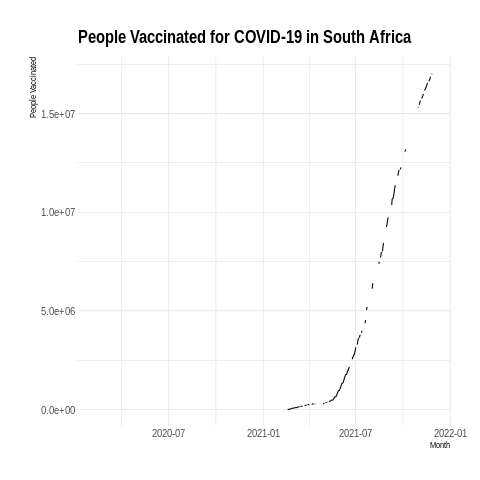 People Vaccinated for COVID-19 in South Africa
People Vaccinated
1.5e+07
1.0e+07
5.0e+06
0.0e+00
2020-07 2021-01 2021-07 2022-01
Month